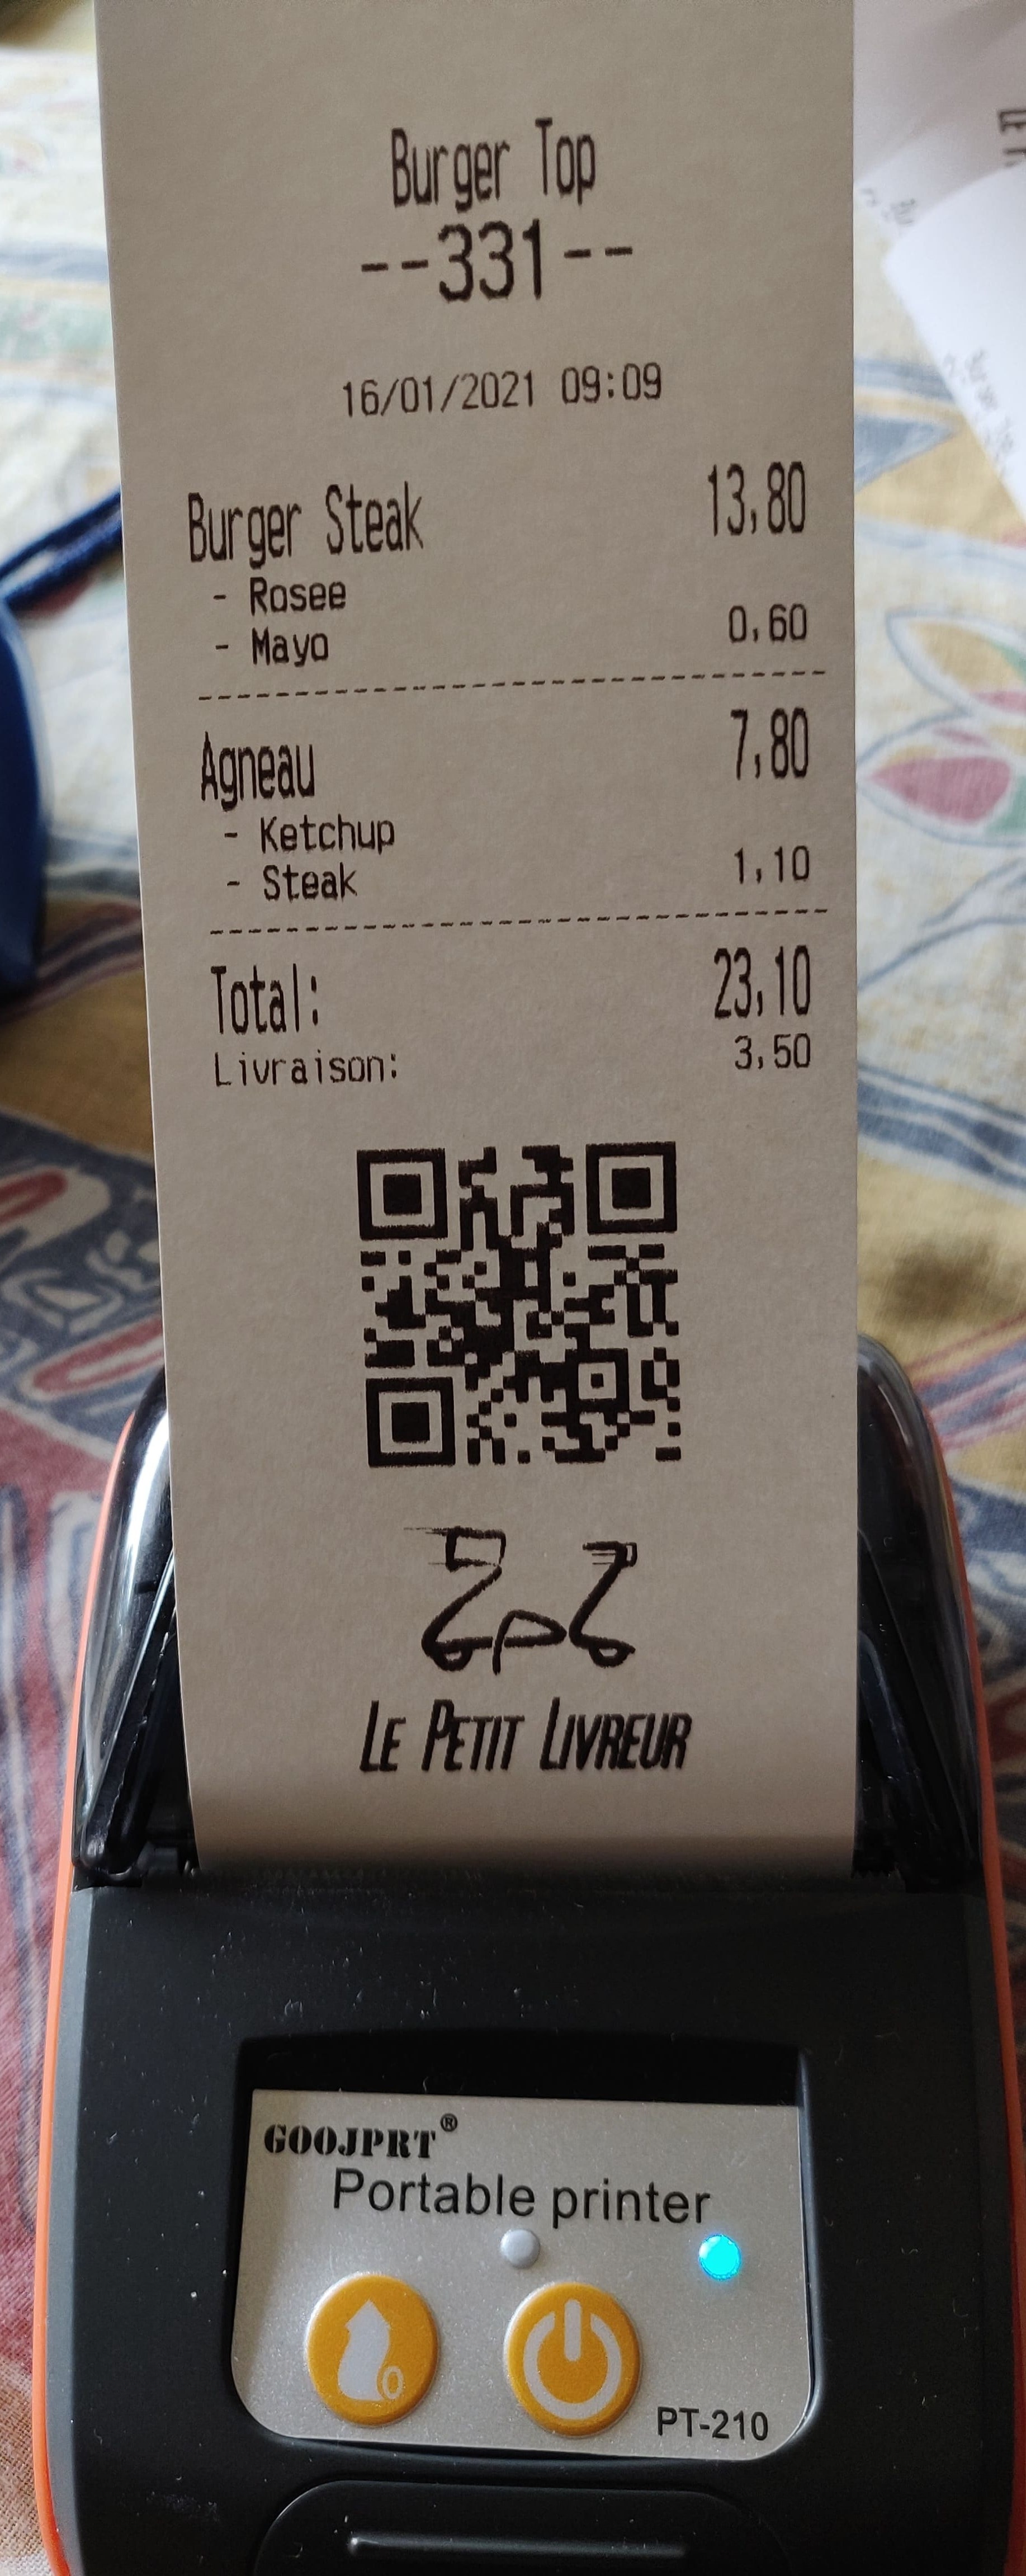 Burger Top
--331--
16/01/2021 09:09
Burger Steak 13,80
- Rosee
- Mayo 0,60
Agneau 7,80
- Ketchup
- Steak 1,10
Total: 23,10
Livraison: 3,50
LE PETIT LIVREUR
GOOJPRT®
Portable printer
PT-210